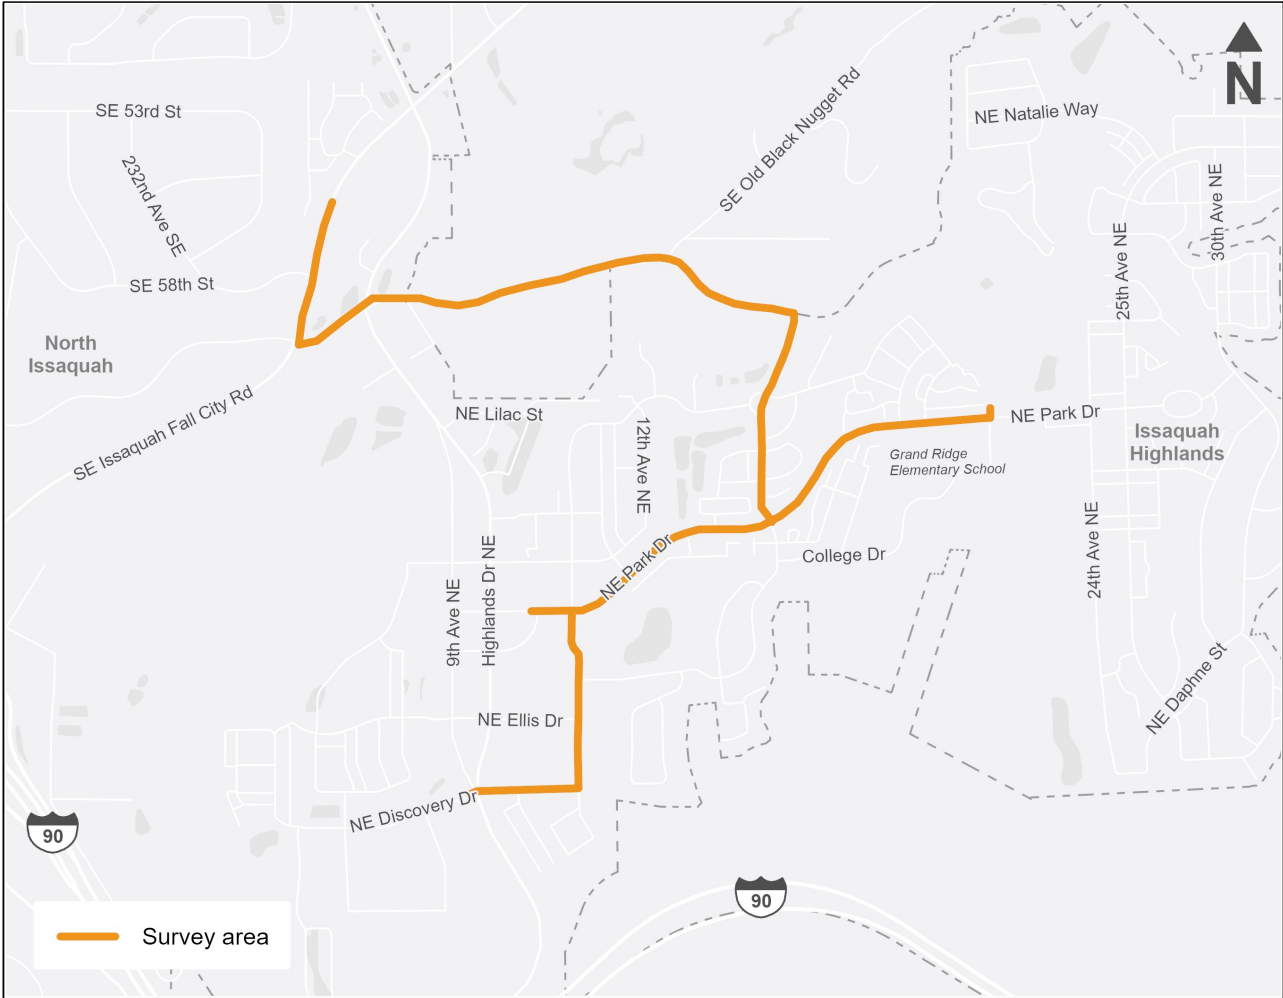 N
SE 53rd St
232nd Ave SE
SE 58th St
SE Old Black Nugget Rd
NE Natalie Way
30th Ave NE
25th Ave NE
North
Issaquah
SE Issaquah Fall City Rd
NE Lilac St
12th Ave NE
NE Park Dr
Issaquah
Highlands
Grand Ridge
Elementary School
NE Park Dr
College Dr
24th Ave NE
9th Ave NE
Highlands Dr NE
NE Ellis Dr
NE Discovery Dr
NE Daphne St
90
90
Survey area